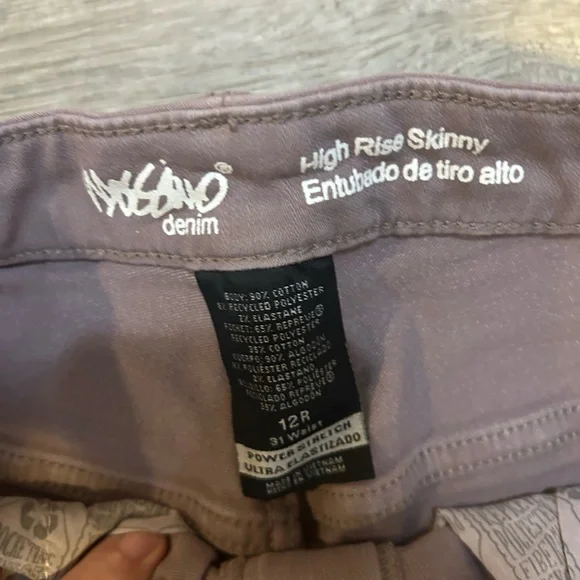 MOSSIMO®
denim
High Rise Skinny
Entubado de tiro alto
BODY: 90% COTTON
8% RECYCLED POLYESTER
2% ELASTANE
POCKET: 65% REPREVE®
RECYCLED POLYESTER
35% COTTON
CUERPO: 90% ALGODÓN
8% POLIÉSTER RECICLADO
2% ELASTANO
BOLSILLO: 65% POLIÉSTER
RECICLADO REPREVE®
35% ALGODÓN
12R
31 Waist
POWER STRETCH
ULTRA ELASTIZADO
MADE IN VIETNAM
HECHO EN VIETNAM